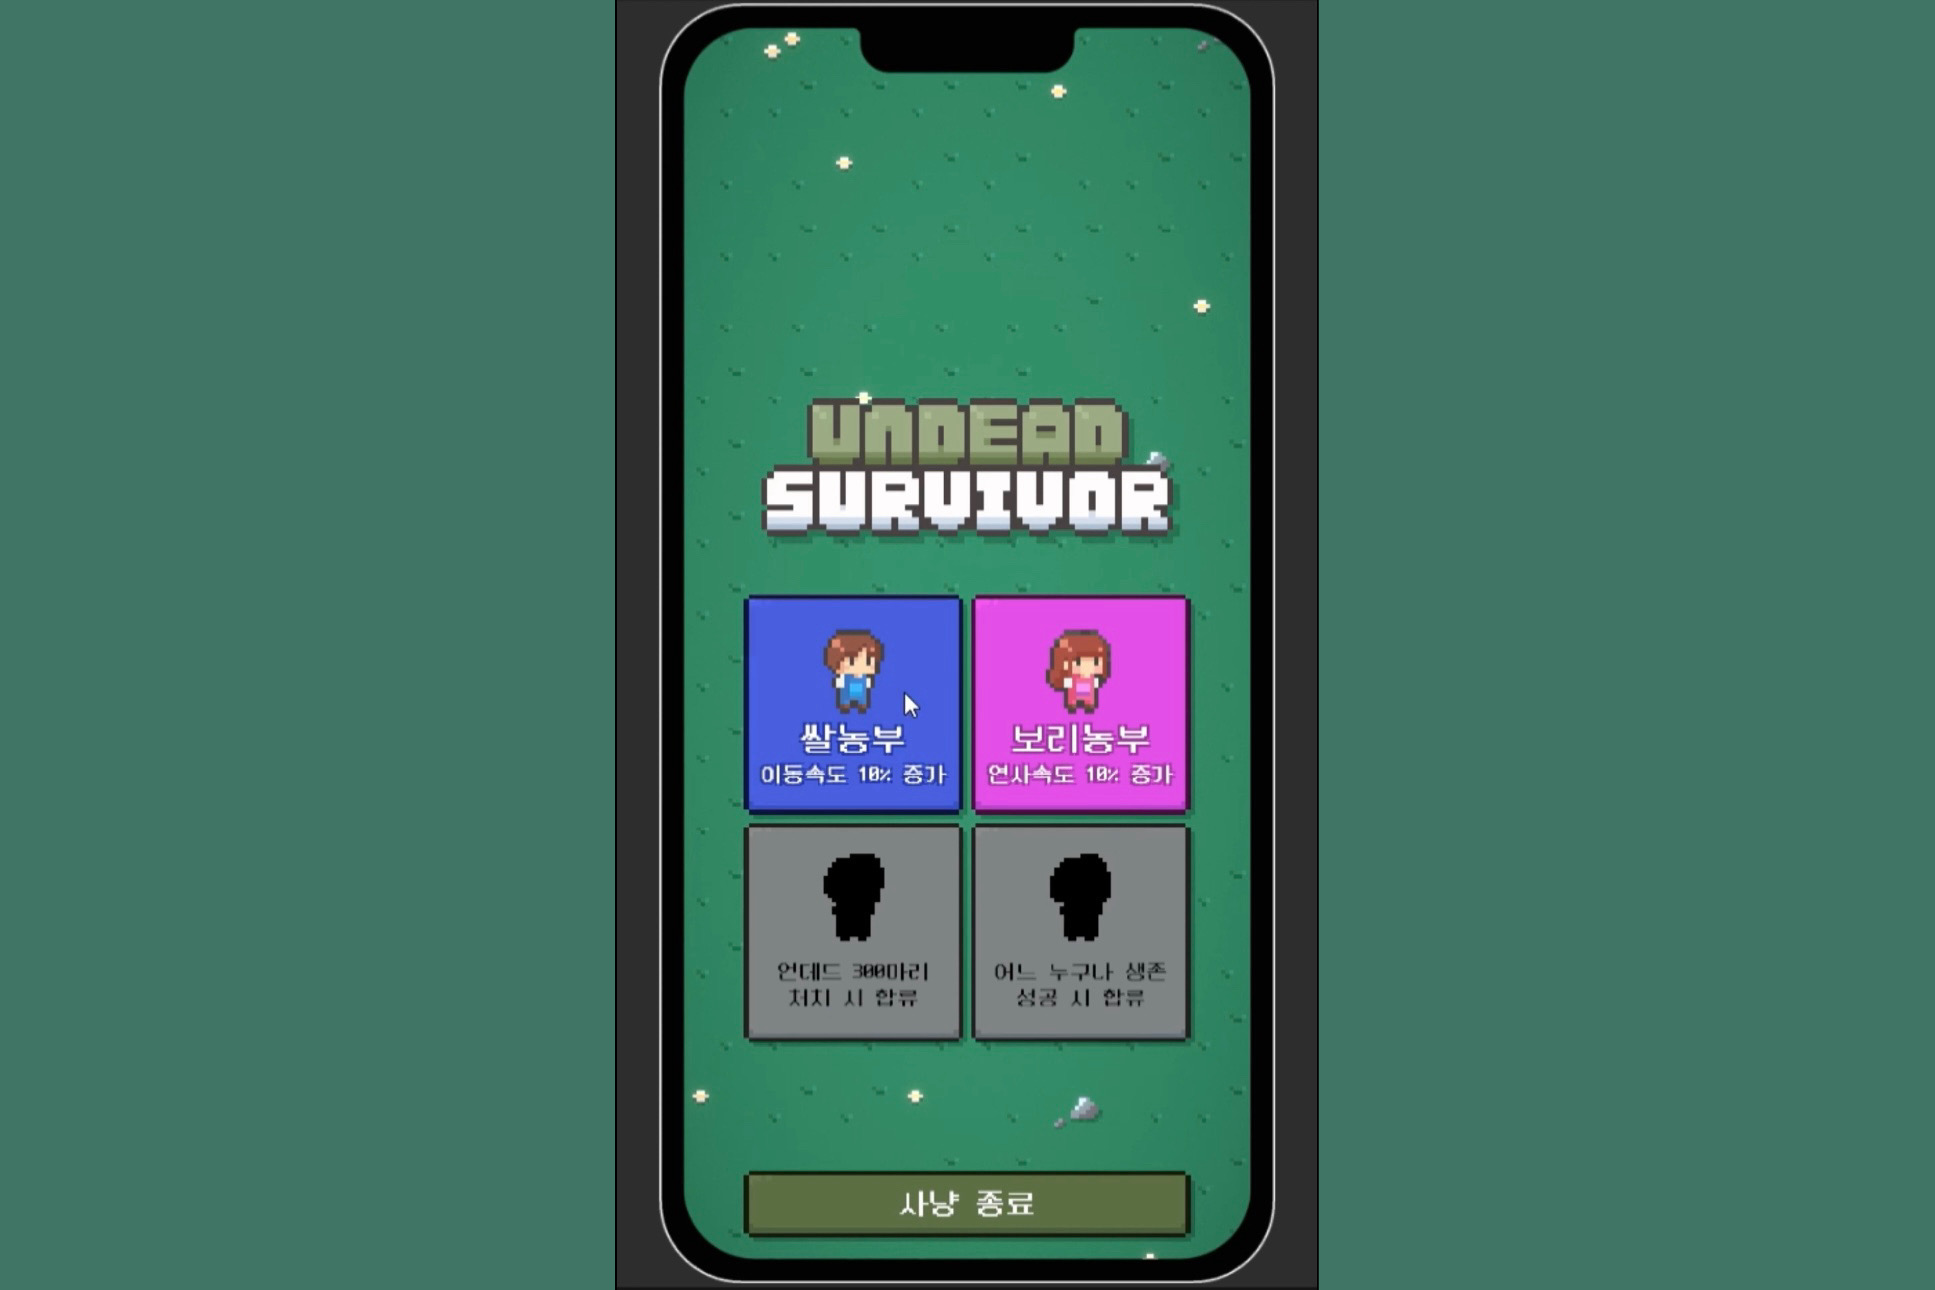 UNDEAD
SURVIVOR
쌀농부
이동속도 10% 증가
보리농부
연사속도 10% 증가
언데드 300마리
처치 시 합류
어느 누구나 생존
성공 시 합류
사냥 종료